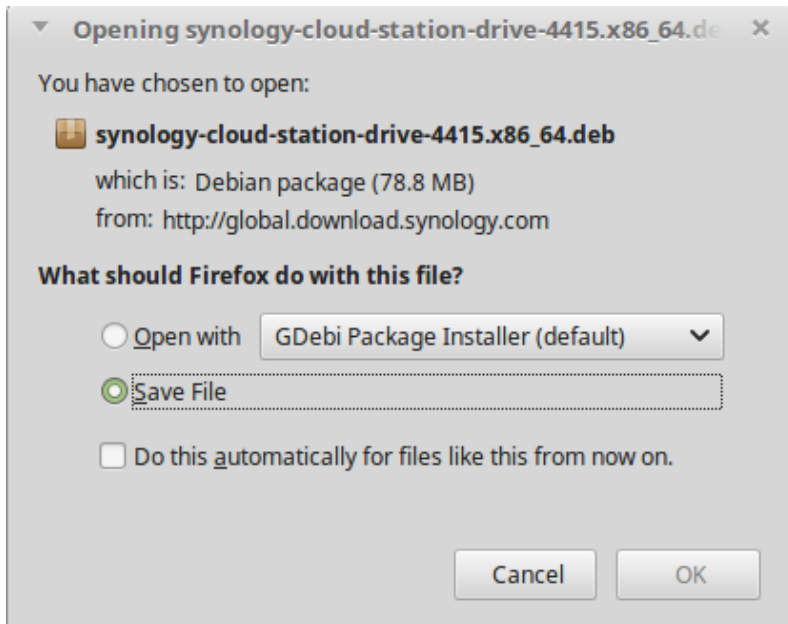 Opening synology-cloud-station-drive-4415.x86_64.de
You have chosen to open:
synology-cloud-station-drive-4415.x86_64.deb
which is: Debian package (78.8 MB)
from: http://global.download.synology.com
What should Firefox do with this file?
Open with GDebi Package Installer (default)
Save File
Do this automatically for files like this from now on.
Cancel OK